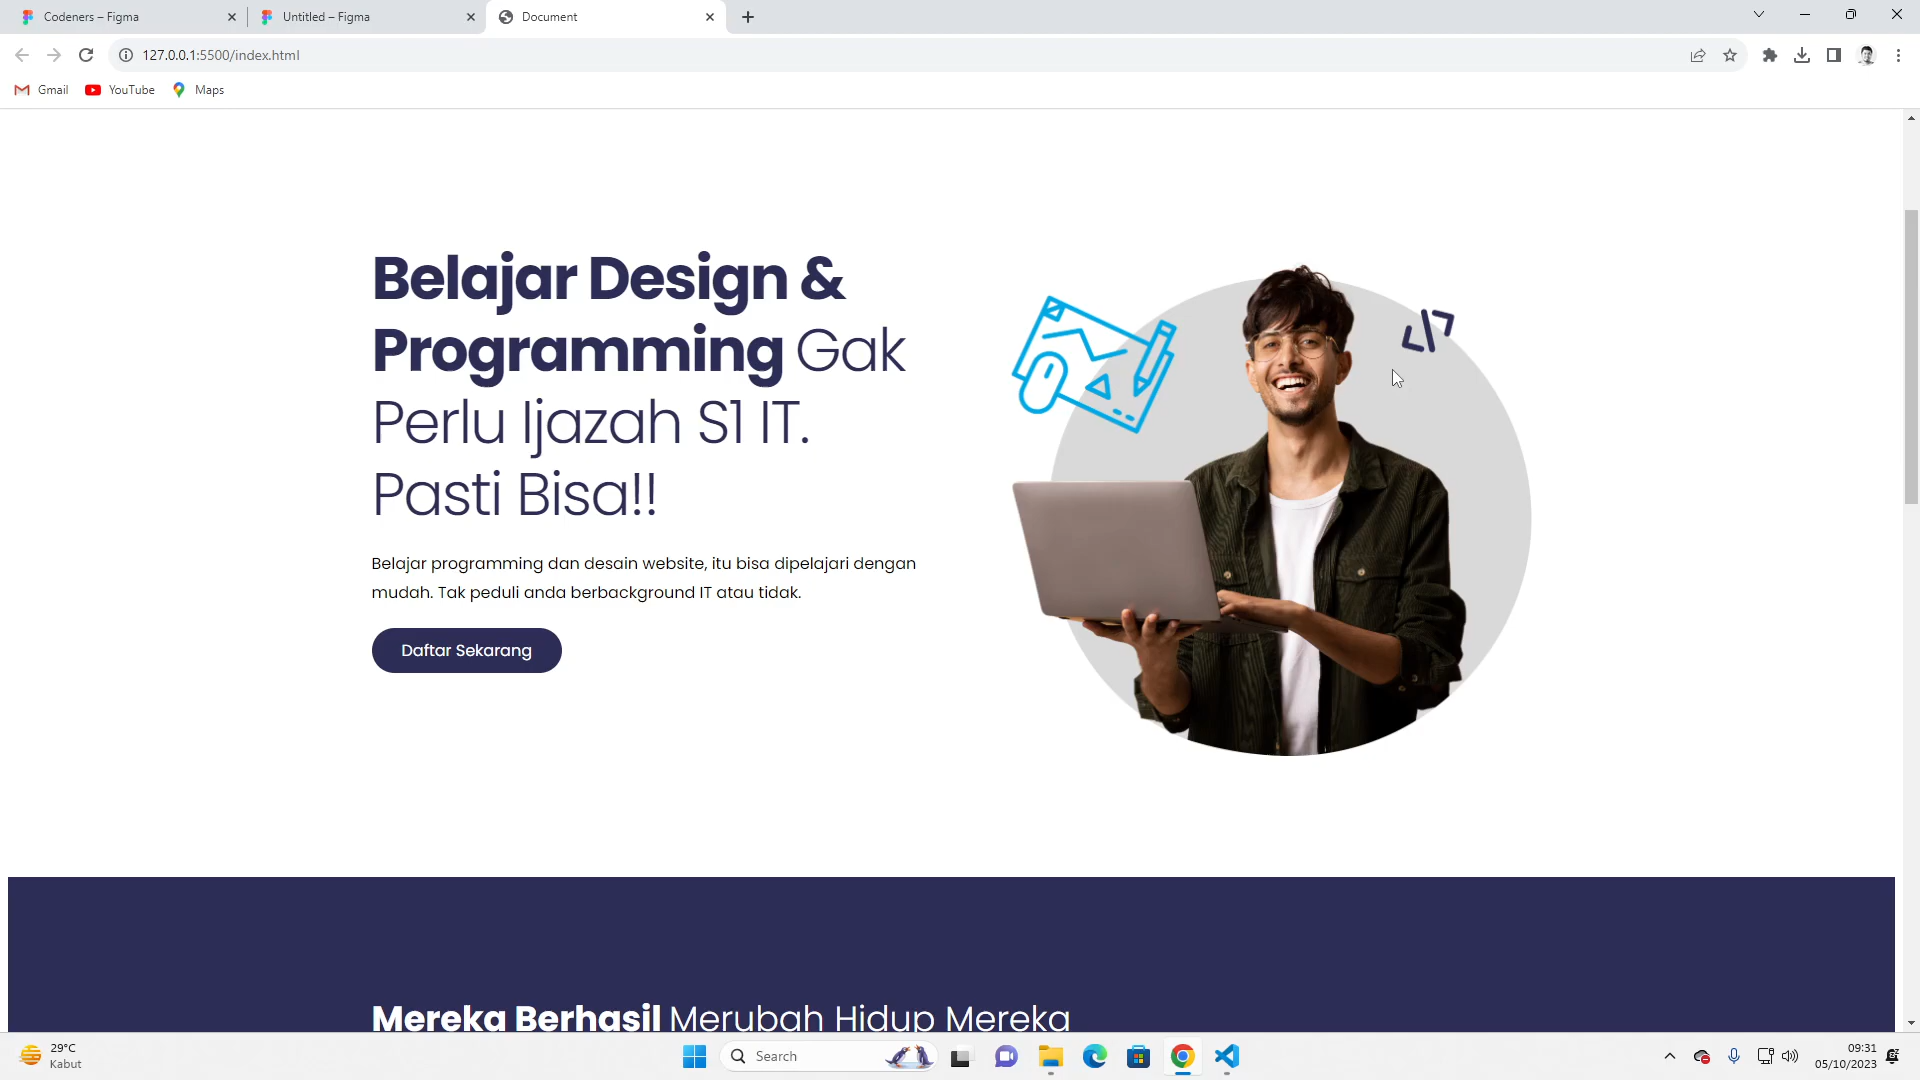 Codeners – Figma
Untitled – Figma
Document
127.0.0.1:5500/index.html
Gmail
YouTube
Maps
Belajar Design &
Programming Gak
Perlu Ijazah S1 IT.
Pasti Bisa!!
Belajar programming dan desain website, itu bisa dipelajari dengan
mudah. Tak peduli anda berbackground IT atau tidak.
Daftar Sekarang
Mereka Berhasil Merubah Hidup Mereka
29°C
Kabut
Search
09:31
05/10/2023